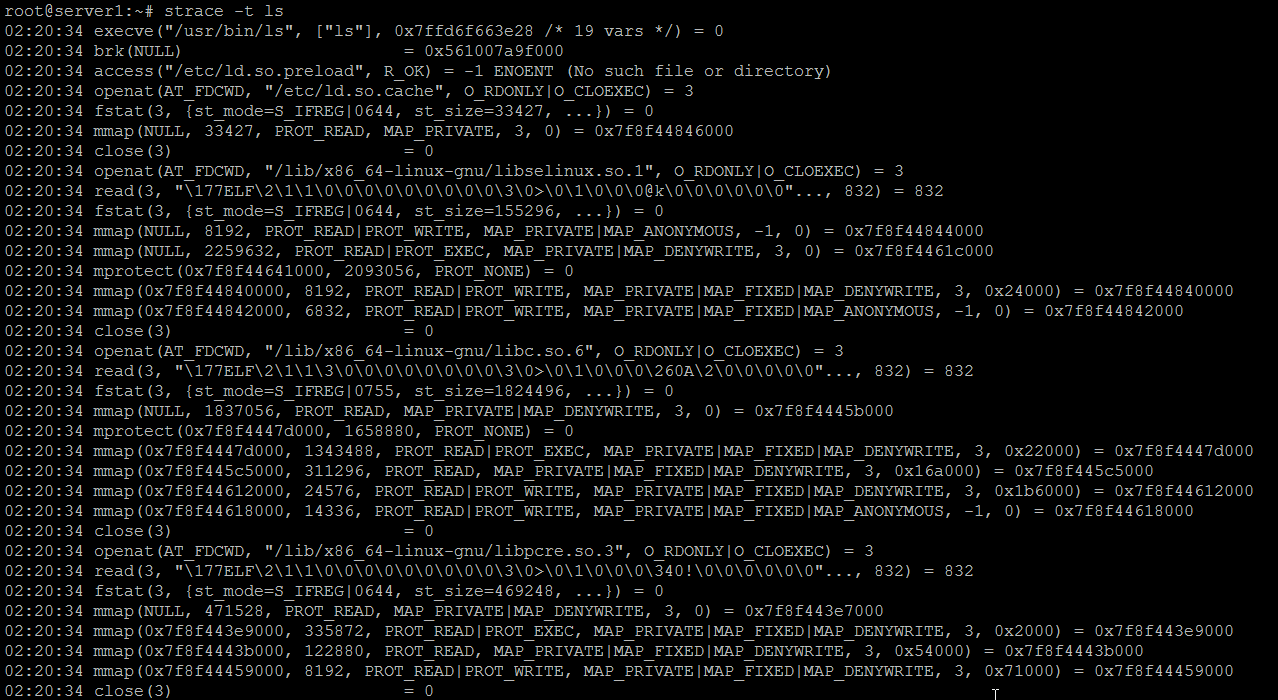 root@server1:~# strace -t ls
02:20:34 execve("/usr/bin/ls", ["ls"], 0x7ffd6f663e28 /* 19 vars */) = 0
02:20:34 brk(NULL)                       = 0x561007a9f000
02:20:34 access("/etc/ld.so.preload", R_OK) = -1 ENOENT (No such file or directory)
02:20:34 openat(AT_FDCWD, "/etc/ld.so.cache", O_RDONLY|O_CLOEXEC) = 3
02:20:34 fstat(3, {st_mode=S_IFREG|0644, st_size=33427, ...}) = 0
02:20:34 mmap(NULL, 33427, PROT_READ, MAP_PRIVATE, 3, 0) = 0x7f8f44846000
02:20:34 close(3)                        = 0
02:20:34 openat(AT_FDCWD, "/lib/x86_64-linux-gnu/libselinux.so.1", O_RDONLY|O_CLOEXEC) = 3
02:20:34 read(3, "\177ELF\2\1\1\0\0\0\0\0\0\0\0\0\3\0>\0\1\0\0\0@k\0\0\0\0\0\0"..., 832) = 832
02:20:34 fstat(3, {st_mode=S_IFREG|0644, st_size=155296, ...}) = 0
02:20:34 mmap(NULL, 8192, PROT_READ|PROT_WRITE, MAP_PRIVATE|MAP_ANONYMOUS, -1, 0) = 0x7f8f44844000
02:20:34 mmap(NULL, 2259632, PROT_READ|PROT_EXEC, MAP_PRIVATE|MAP_DENYWRITE, 3, 0) = 0x7f8f4461c000
02:20:34 mprotect(0x7f8f44641000, 2093056, PROT_NONE) = 0
02:20:34 mmap(0x7f8f44840000, 8192, PROT_READ|PROT_WRITE, MAP_PRIVATE|MAP_FIXED|MAP_DENYWRITE, 3, 0x24000) = 0x7f8f44840000
02:20:34 mmap(0x7f8f44842000, 6832, PROT_READ|PROT_WRITE, MAP_PRIVATE|MAP_FIXED|MAP_ANONYMOUS, -1, 0) = 0x7f8f44842000
02:20:34 close(3)                        = 0
02:20:34 openat(AT_FDCWD, "/lib/x86_64-linux-gnu/libc.so.6", O_RDONLY|O_CLOEXEC) = 3
02:20:34 read(3, "\177ELF\2\1\1\3\0\0\0\0\0\0\0\0\3\0>\0\1\0\0\0\260A\2\0\0\0\0\0"..., 832) = 832
02:20:34 fstat(3, {st_mode=S_IFREG|0755, st_size=1824496, ...}) = 0
02:20:34 mmap(NULL, 1837056, PROT_READ, MAP_PRIVATE|MAP_DENYWRITE, 3, 0) = 0x7f8f4445b000
02:20:34 mprotect(0x7f8f4447d000, 1658880, PROT_NONE) = 0
02:20:34 mmap(0x7f8f4447d000, 1343488, PROT_READ|PROT_EXEC, MAP_PRIVATE|MAP_FIXED|MAP_DENYWRITE, 3, 0x22000) = 0x7f8f4447d000
02:20:34 mmap(0x7f8f445c5000, 311296, PROT_READ, MAP_PRIVATE|MAP_FIXED|MAP_DENYWRITE, 3, 0x16a000) = 0x7f8f445c5000
02:20:34 mmap(0x7f8f44612000, 24576, PROT_READ|PROT_WRITE, MAP_PRIVATE|MAP_FIXED|MAP_DENYWRITE, 3, 0x1b6000) = 0x7f8f44612000
02:20:34 mmap(0x7f8f44618000, 14336, PROT_READ|PROT_WRITE, MAP_PRIVATE|MAP_FIXED|MAP_ANONYMOUS, -1, 0) = 0x7f8f44618000
02:20:34 close(3)                        = 0
02:20:34 openat(AT_FDCWD, "/lib/x86_64-linux-gnu/libpcre.so.3", O_RDONLY|O_CLOEXEC) = 3
02:20:34 read(3, "\177ELF\2\1\1\0\0\0\0\0\0\0\0\0\3\0>\0\1\0\0\0\340!\0\0\0\0\0\0"..., 832) = 832
02:20:34 fstat(3, {st_mode=S_IFREG|0644, st_size=469248, ...}) = 0
02:20:34 mmap(NULL, 471528, PROT_READ, MAP_PRIVATE|MAP_DENYWRITE, 3, 0) = 0x7f8f443e7000
02:20:34 mmap(0x7f8f443e9000, 335872, PROT_READ|PROT_EXEC, MAP_PRIVATE|MAP_FIXED|MAP_DENYWRITE, 3, 0x2000) = 0x7f8f443e9000
02:20:34 mmap(0x7f8f4443b000, 122880, PROT_READ, MAP_PRIVATE|MAP_FIXED|MAP_DENYWRITE, 3, 0x54000) = 0x7f8f4443b000
02:20:34 mmap(0x7f8f44459000, 8192, PROT_READ|PROT_WRITE, MAP_PRIVATE|MAP_FIXED|MAP_DENYWRITE, 3, 0x71000) = 0x7f8f44459000
02:20:34 close(3)                        = 0